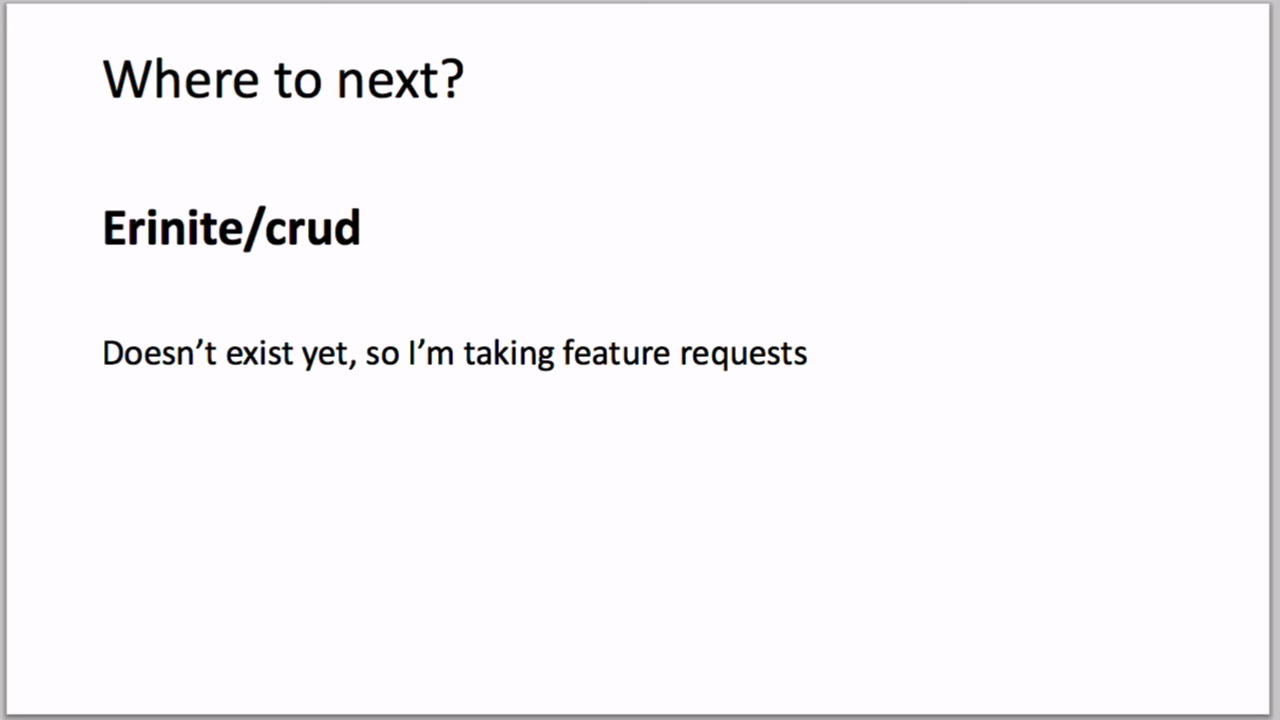 Where to next?
Erinite/crud
Doesn’t exist yet, so I’m taking feature requests